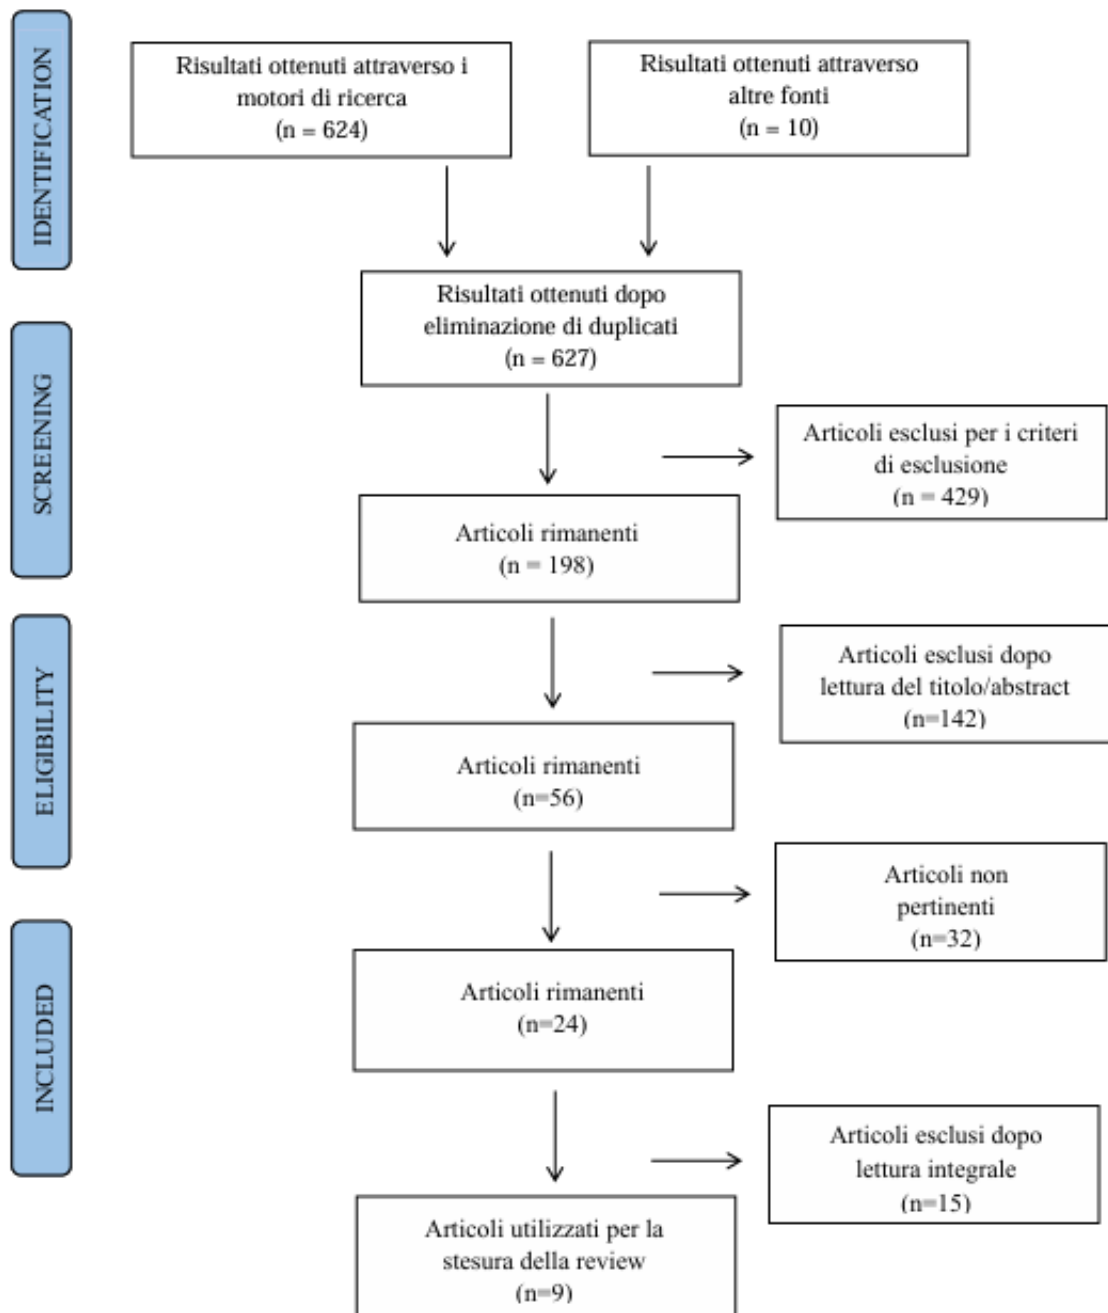 IDENTIFICATION
Risultati ottenuti attraverso i
motori di ricerca
(n = 624)
Risultati ottenuti attraverso
altre fonti
(n = 10)
Risultati ottenuti dopo
eliminazione di duplicati
(n = 627)
SCREENING
Articoli esclusi per i criteri
di esclusione
(n = 429)
Articoli rimanenti
(n = 198)
ELIGIBILITY
Articoli esclusi dopo
lettura del titolo/abstract
(n=142)
Articoli rimanenti
(n=56)
Articoli non
pertinenti
(n=32)
INCLUDED
Articoli rimanenti
(n=24)
Articoli esclusi dopo
lettura integrale
(n=15)
Articoli utilizzati per la
stesura della review
(n=9)